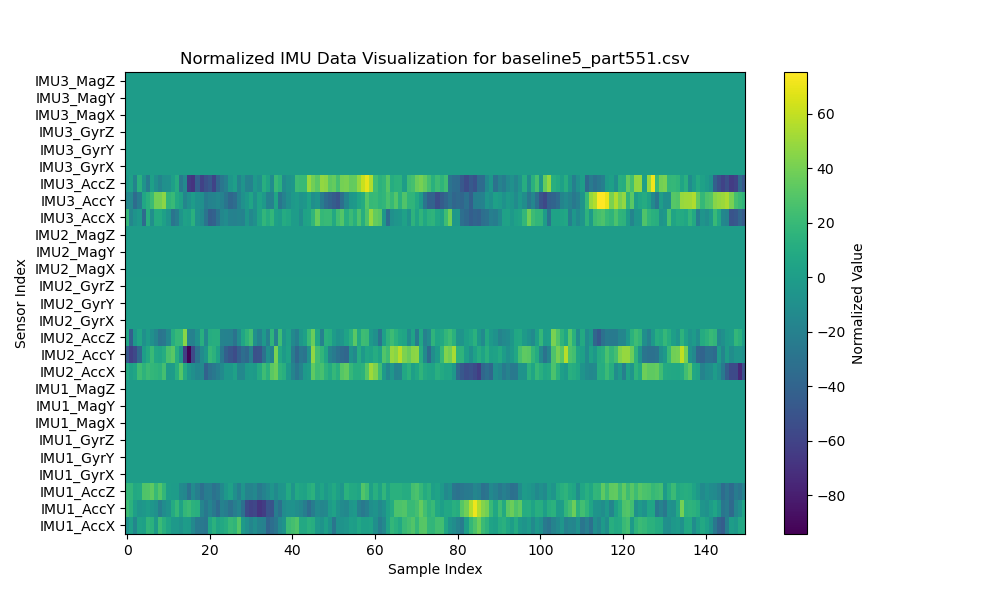 Normalized IMU Data Visualization for baseline5_part551.csv
IMU3_MagZ
IMU3_MagY
IMU3_MagX
IMU3_GyrZ
IMU3_GyrY
IMU3_GyrX
IMU3_AccZ
IMU3_AccY
IMU3_AccX
IMU2_MagZ
IMU2_MagY
IMU2_MagX
IMU2_GyrZ
IMU2_GyrY
IMU2_GyrX
IMU2_AccZ
IMU2_AccY
IMU2_AccX
IMU1_MagZ
IMU1_MagY
IMU1_MagX
IMU1_GyrZ
IMU1_GyrY
IMU1_GyrX
IMU1_AccZ
IMU1_AccY
IMU1_AccX
Sensor Index
0 20 40 60 80 100 120 140
Sample Index
60
40
20
0
−20
−40
−60
−80
Normalized Value